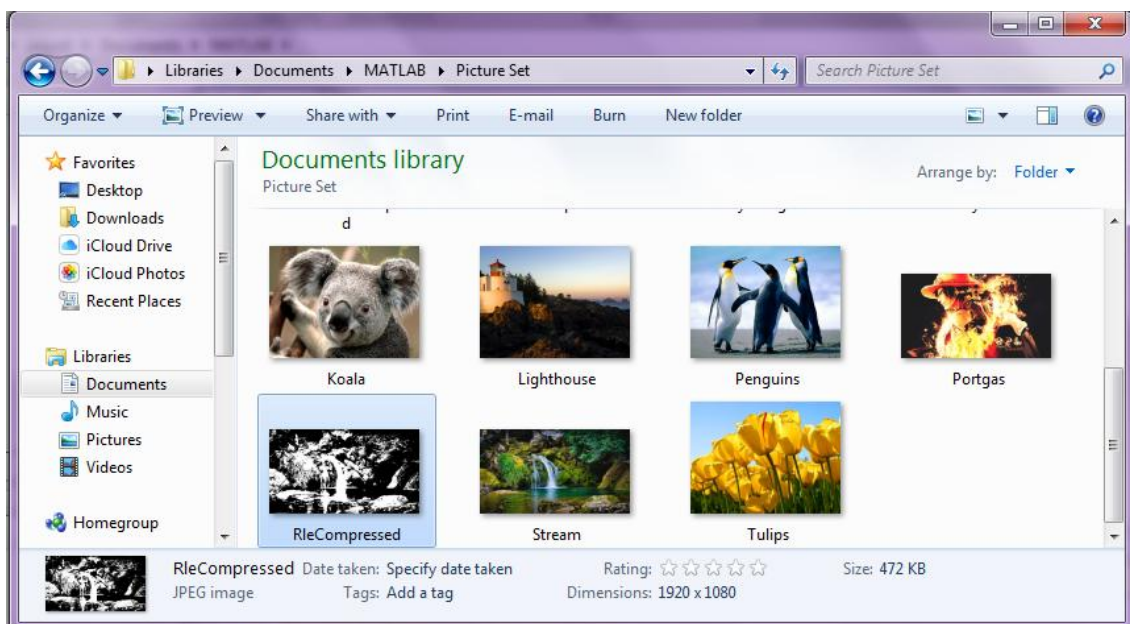 Libraries Documents MATLAB Picture Set
Search Picture Set
Organize Preview Share with Print E-mail Burn New folder
Favorites
Desktop
Downloads
iCloud Drive
iCloud Photos
Recent Places
Libraries
Documents
Music
Pictures
Videos
Homegroup
Documents library
Picture Set
Arrange by: Folder
d
Koala Lighthouse Penguins Portgas
RleCompressed Stream Tulips
RleCompressed Date taken: Specify date taken Rating: Size: 472 KB
JPEG image Tags: Add a tag Dimensions: 1920 x 1080